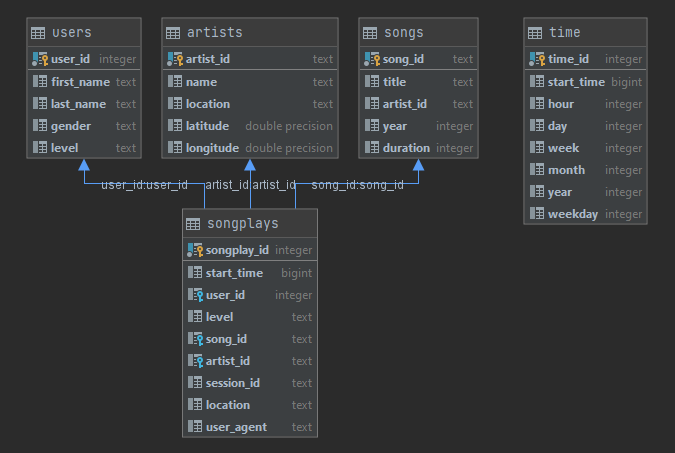 users
user_id integer
first_name text
last_name text
gender text
level text
artists
artist_id text
name text
location text
latitude double precision
longitude double precision
songs
song_id text
title text
artist_id text
year integer
duration integer
time
time_id integer
start_time bigint
hour integer
day integer
week integer
month integer
year integer
weekday integer
user_id:user_id
artist_id:artist_id
song_id:song_id
songplays
songplay_id integer
start_time bigint
user_id integer
level text
song_id text
artist_id text
session_id text
location text
user_agent text